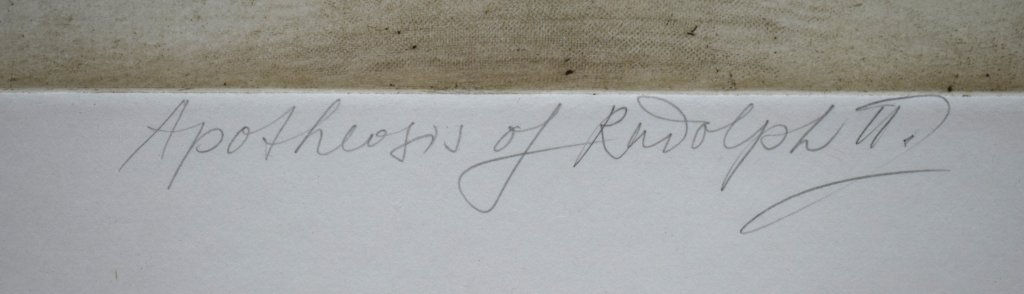 Apotheosis of Rudolph II.